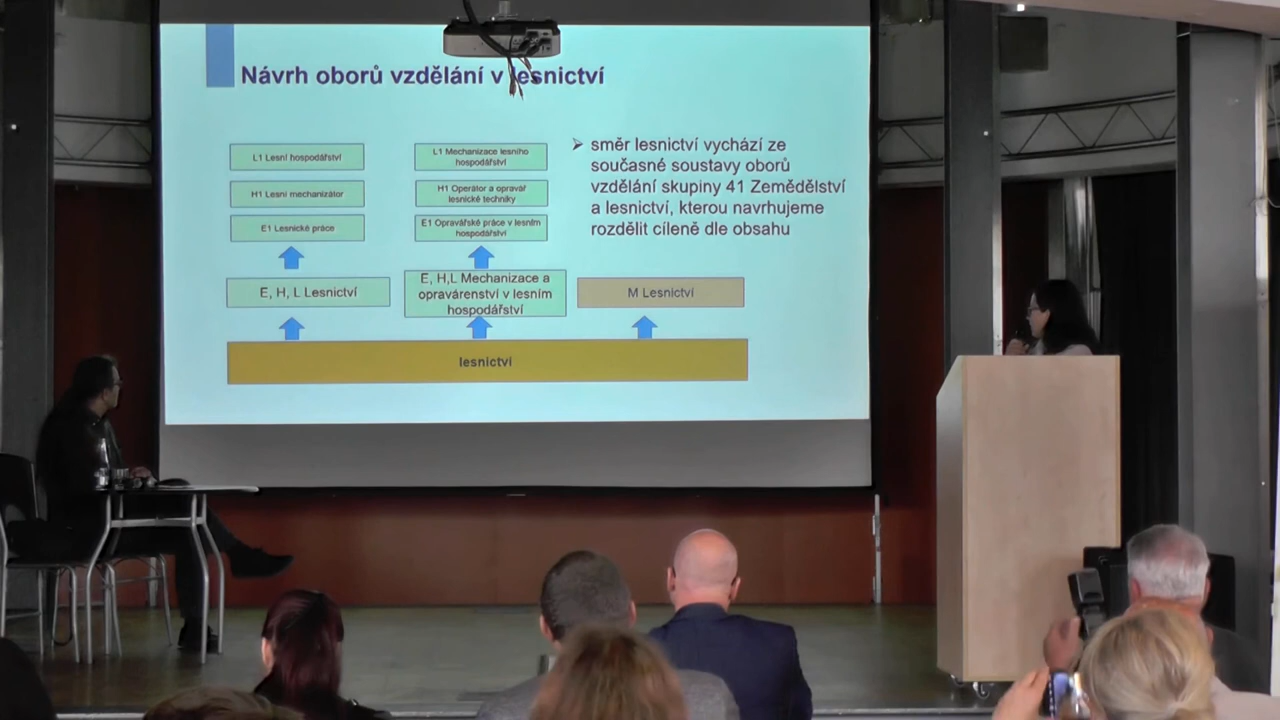 Návrh oborů vzdělání v lesnictví
L1 Lesní hospodářství
H1 Lesní mechanizátor
E1 Lesnické práce
L1 Mechanizace lesního
hospodářství
H1 Operátor a opravář
lesnické techniky
E1 Opravářské práce v lesním
hospodářství
➢ směr lesnictví vychází ze
současné soustavy oborů
vzdělání skupiny 41 Zemědělství
a lesnictví, kterou navrhujeme
rozdělit cíleně dle obsahu
E, H, L Lesnictví
E, H,L Mechanizace a
opravárenství v lesním
hospodářství
M Lesnictví
lesnictví